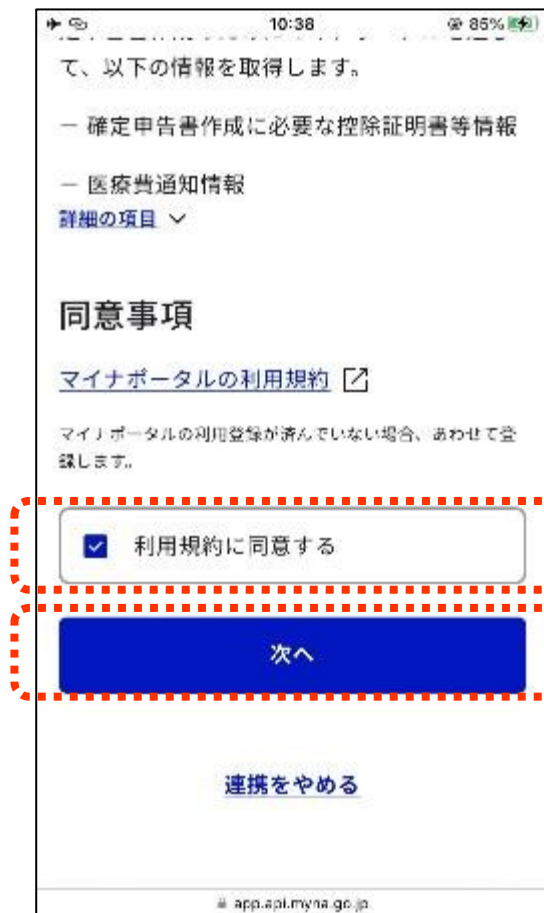 10:38
85%
て、以下の情報を取得します。
－ 確定申告書作成に必要な控除証明書等情報
－ 医療費通知情報
詳細の項目
同意事項
マイナポータルの利用規約
マイナポータルの利用登録が済んでいない場合、あわせて登
録します。
利用規約に同意する
次へ
連携をやめる
app.api.myna.go.jp